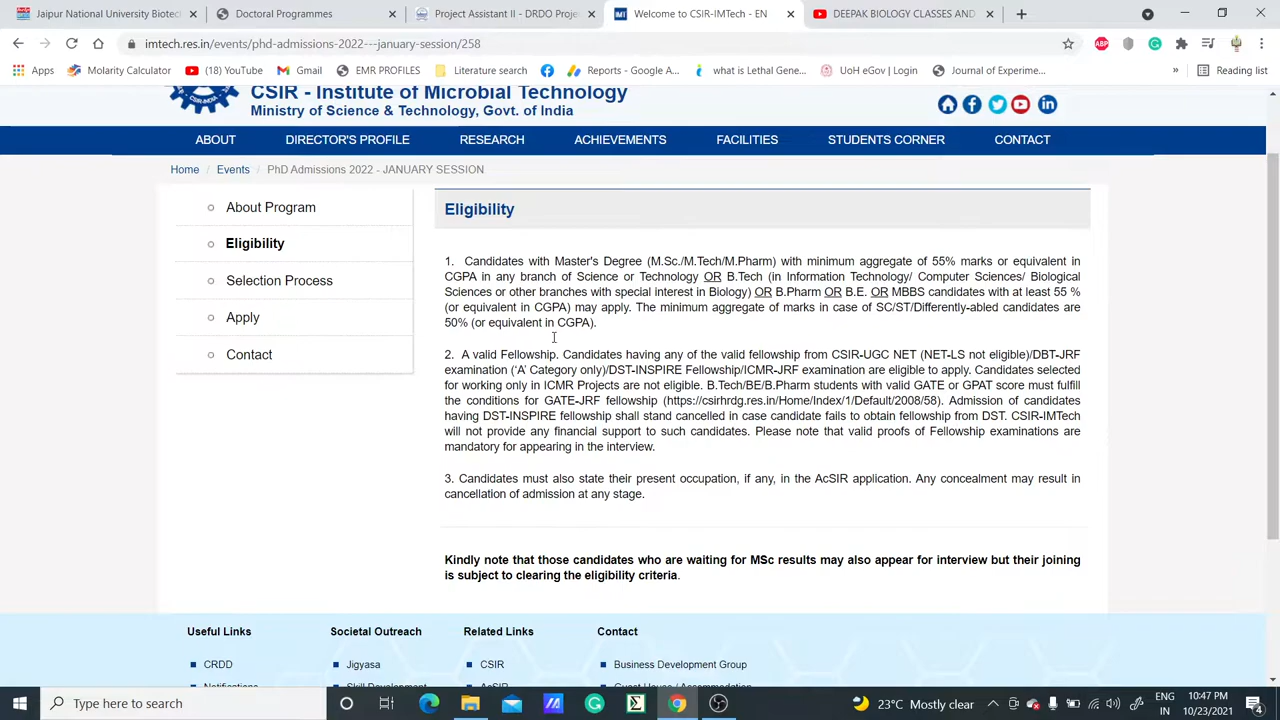 Jaipur National University Biotec
Doctoral Programmes
Project Assistant II - DRDO Proje
Welcome to CSIR-IMTech - EN
DEEPAK BIOLOGY CLASSES AND
imtech.res.in/events/phd-admissions-2022---january-session/258
Apps
Molarity Calculator
(18) YouTube
Gmail
EMR PROFILES
Literature search
Reports - Google A...
what is Lethal Gene...
UoH eGov | Login
Journal of Experime...
»
Reading list
CSIR - Institute of Microbial Technology
Ministry of Science & Technology, Govt. of India
ABOUT
DIRECTOR'S PROFILE
RESEARCH
ACHIEVEMENTS
FACILITIES
STUDENTS CORNER
CONTACT
Home / Events / PhD Admissions 2022 - JANUARY SESSION
About Program
Eligibility
Selection Process
Apply
Contact
Eligibility
1. Candidates with Master's Degree (M.Sc./M.Tech/M.Pharm) with minimum aggregate of 55% marks or equivalent in
CGPA in any branch of Science or Technology OR B.Tech (in Information Technology/ Computer Sciences/ Biological
Sciences or other branches with special interest in Biology) OR B.Pharm OR B.E. OR MBBS candidates with at least 55 %
(or equivalent in CGPA) may apply. The minimum aggregate of marks in case of SC/ST/Differently-abled candidates are
50% (or equivalent in CGPA).
2. A valid Fellowship. Candidates having any of the valid fellowship from CSIR-UGC NET (NET-LS not eligible)/DBT-JRF
examination ('A' Category only)/DST-INSPIRE Fellowship/ICMR-JRF examination are eligible to apply. Candidates selected
for working only in ICMR Projects are not eligible. B.Tech/BE/B.Pharm students with valid GATE or GPAT score must fulfill
the conditions for GATE-JRF fellowship (https://csirhrdg.res.in/Home/Index/1/Default/2008/58). Admission of candidates
having DST-INSPIRE fellowship shall stand cancelled in case candidate fails to obtain fellowship from DST. CSIR-IMTech
will not provide any financial support to such candidates. Please note that valid proofs of Fellowship examinations are
mandatory for appearing in the interview.
3. Candidates must also state their present occupation, if any, in the AcSIR application. Any concealment may result in
cancellation of admission at any stage.
Kindly note that those candidates who are waiting for MSc results may also appear for interview but their joining
is subject to clearing the eligibility criteria.
Useful Links
Societal Outreach
Related Links
Contact
CRDD
Jigyasa
CSIR
Business Development Group
Notifications
Skill Development
AcSIR
Guest House / Accommodation
Type here to search
23°C Mostly clear
ENG
IN
10:47 PM
10/23/2021
4